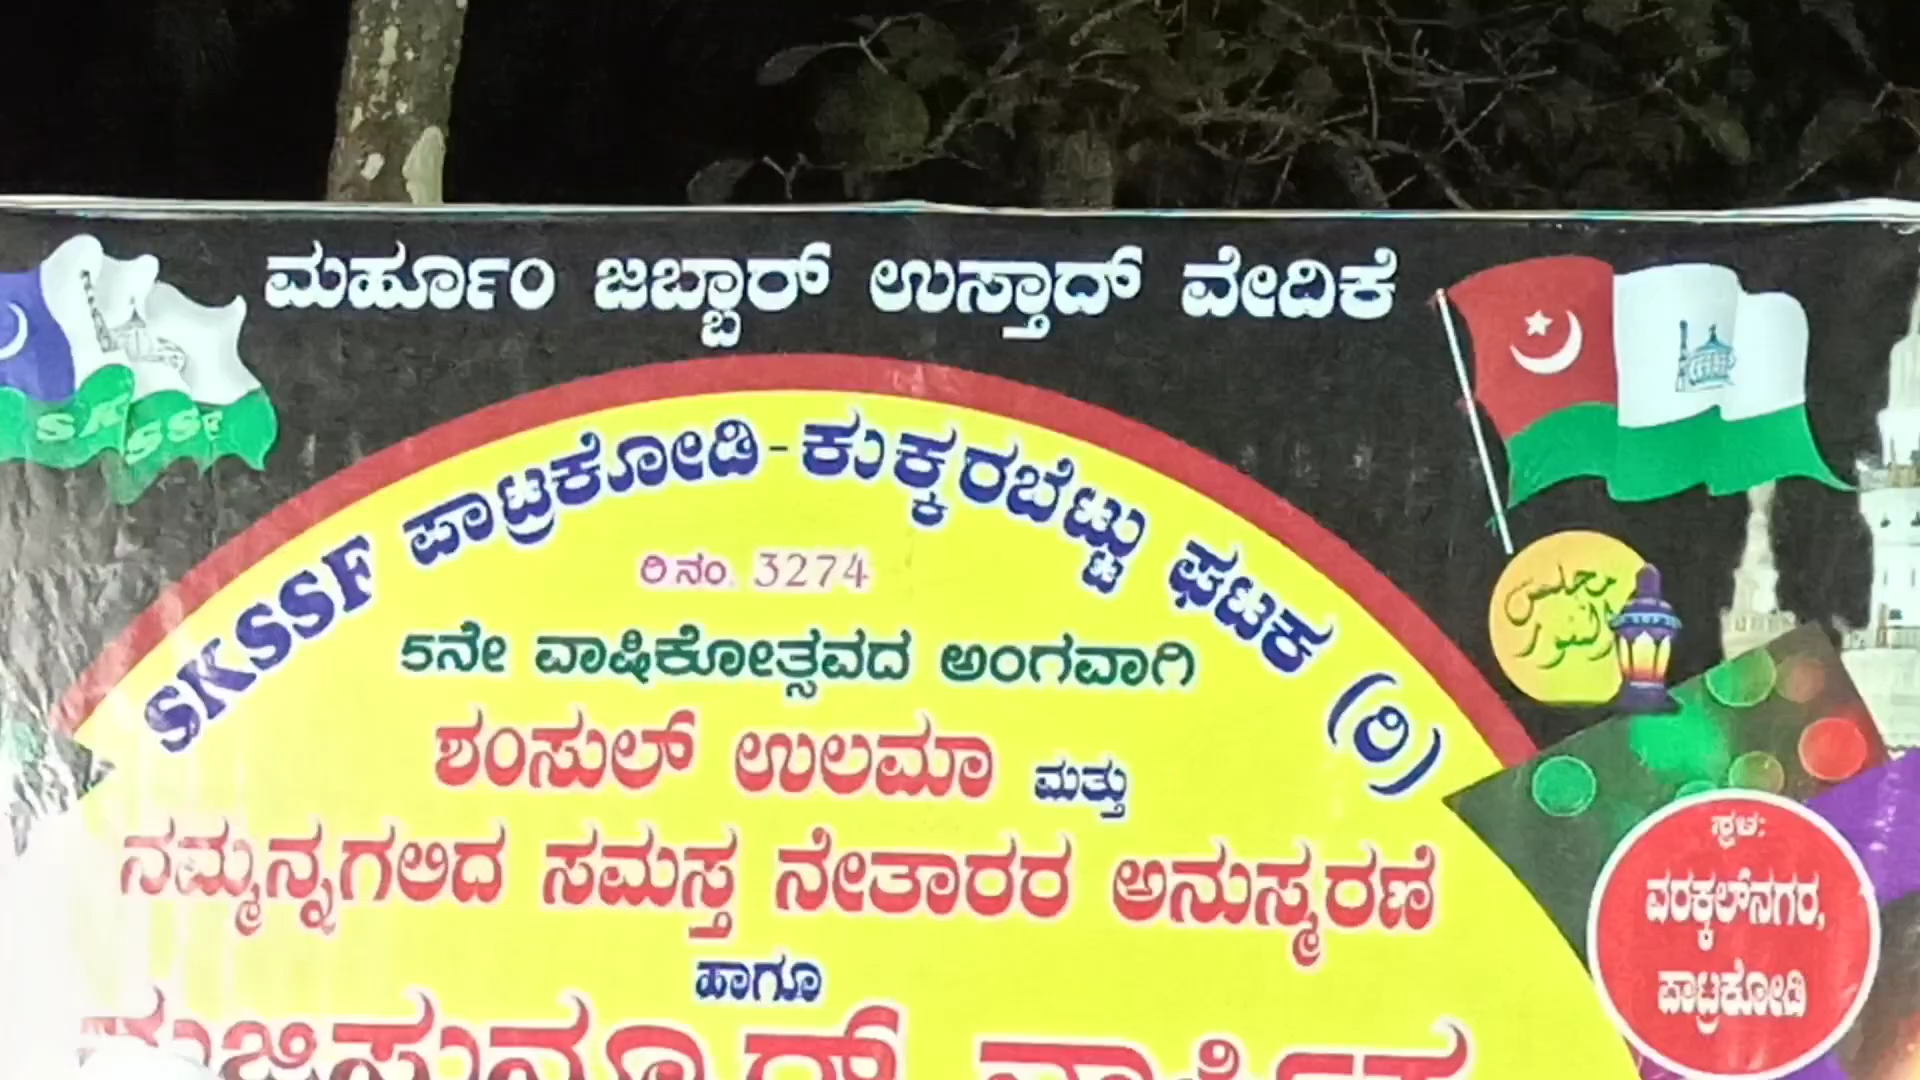 ಮರ್ಹೂಂ ಜಬ್ಬಾರ್ ಉಸ್ತಾದ್ ವೇದಿಕೆ
SKSSF
SKSSF ಪಾಟ್ರಕೋಡಿ - ಕುಕ್ಕರಬೆಟ್ಟು ಘಟಕ (ರಿ)
ರಿ ನಂ. 3274
5ನೇ ವಾಷಿಕೋತ್ಸವದ ಅಂಗವಾಗಿ
ಶಂಸುಲ್ ಉಲಮಾ ಮತ್ತು
ನಮ್ಮನ್ನಗಲಿದ ಸಮಸ್ತ ನೇತಾರರ ಅನುಸ್ಮರಣೆ
ಹಾಗೂ
مجلس
النور
ಸ್ಥಳ:
ವರಕ್ಕಲ್‌ನಗರ,
ಪಾಟ್ರಕೋಡಿ